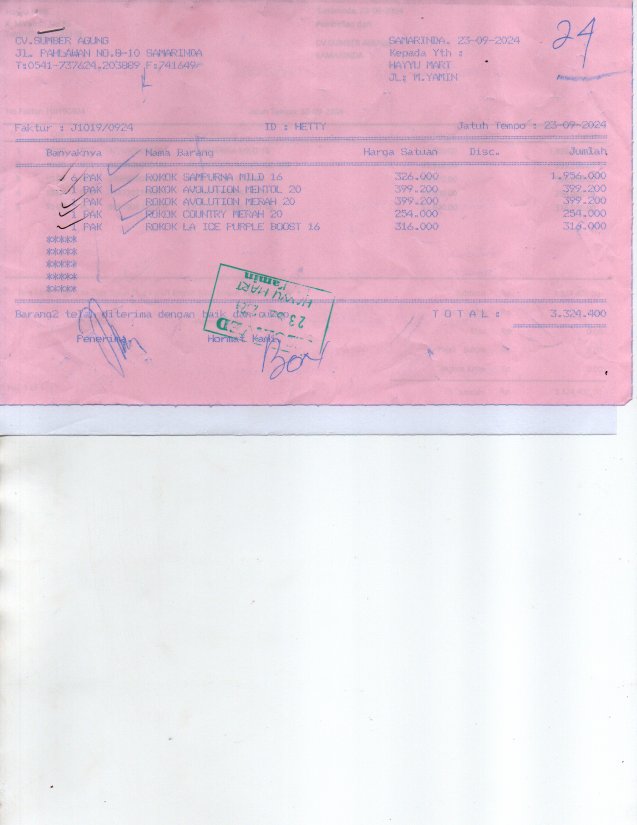 CV.SUMBER AGUNG
JL. PAHLAWAN NO.8-10 SAMARINDA
T:0541-737624,203889 F:741649/-
SAMARINDA, 23-09-2024
Kepada Yth :
HAYYU MART
JL: M.YAMIN
24
Faktur : J1019/0924 ID : HETTY Jatuh Tempo : 23-09-2024
Banyaknya Nama Barang Harga Satuan Disc. Jumlah
6 PAK ROKOK SAMPURNA MILD 16 326.000 1.956.000
1 PAK ROKOK AVOLUTION MENTOL 20 399.200 399.200
1 PAK ROKOK AVOLUTION MERAH 20 399.200 399.200
1 PAK ROKOK COUNTRY MERAH 20 254.000 254.000
1 PAK ROKOK LA ICE PURPLE BOOST 16 316.000 316.000
*****
*****
*****
*****
*****
Barang2 telah diterima dengan baik dan cukup. T O T A L : 3.324.400
Penerima, Hormat Kami,
HAYYU MART
Yamin
23